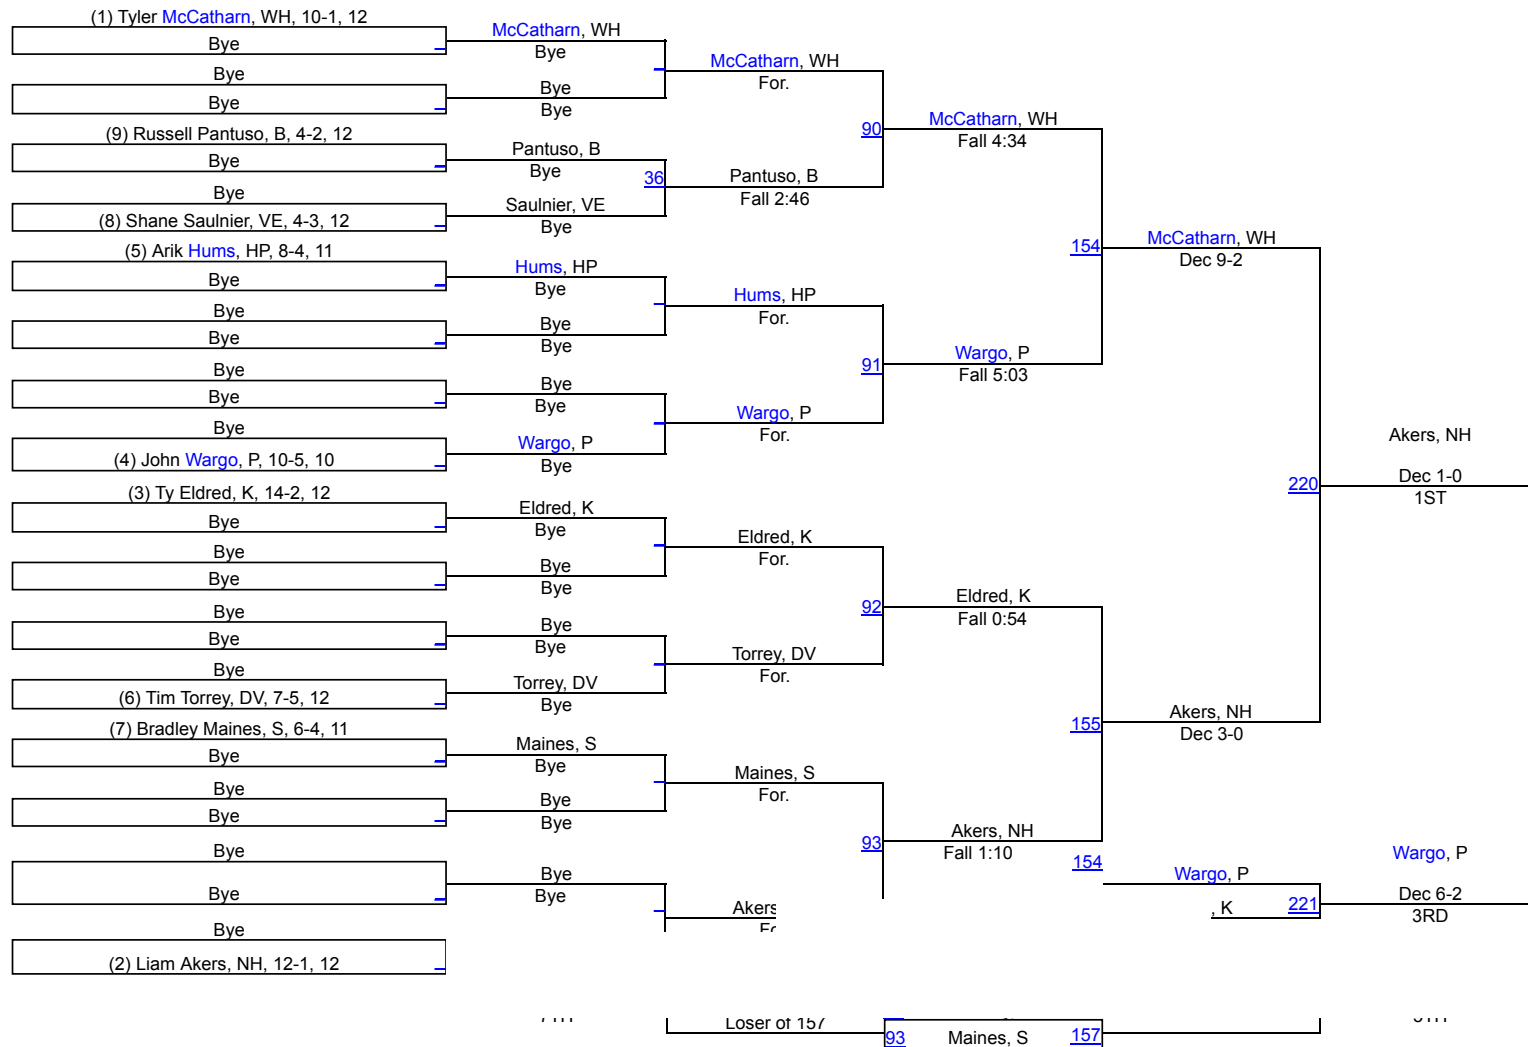 (1) Tyler McCatharn, WH, 10-1, 12
Bye
Bye
Bye
(9) Russell Pantuso, B, 4-2, 12
Bye
Bye
(8) Shane Saulnier, VE, 4-3, 12
(5) Arik Hums, HP, 8-4, 11
Bye
Bye
Bye
Bye
Bye
Bye
(4) John Wargo, P, 10-5, 10
(3) Ty Eldred, K, 14-2, 12
Bye
Bye
Bye
Bye
Bye
Bye
(6) Tim Torrey, DV, 7-5, 12
(7) Bradley Maines, S, 6-4, 11
Bye
Bye
Bye
Bye
Bye
Bye
(2) Liam Akers, NH, 12-1, 12
McCatharn, WH
Bye
Bye
Bye
Pantuso, B
Bye
36
Saulnier, VE
Bye
Hums, HP
Bye
Bye
Bye
Bye
Bye
Wargo, P
Bye
Eldred, K
Bye
Bye
Bye
Bye
Bye
Torrey, DV
Bye
Maines, S
Bye
Bye
Bye
Bye
Bye
McCatharn, WH
For.
90
Pantuso, B
Fall 2:46
Hums, HP
For.
91
Wargo, P
For.
Eldred, K
For.
92
Torrey, DV
For.
Maines, S
For.
93
Akers
McCatharn, WH
Fall 4:34
154
Wargo, P
Fall 5:03
Eldred, K
Fall 0:54
155
Akers, NH
Fall 1:10
McCatharn, WH
Dec 9-2
220
Akers, NH
Dec 3-0
Akers, NH
Dec 1-0
1ST
154
Wargo, P
, K
221
Wargo, P
Dec 6-2
3RD
Loser of 157
93
Maines, S
157